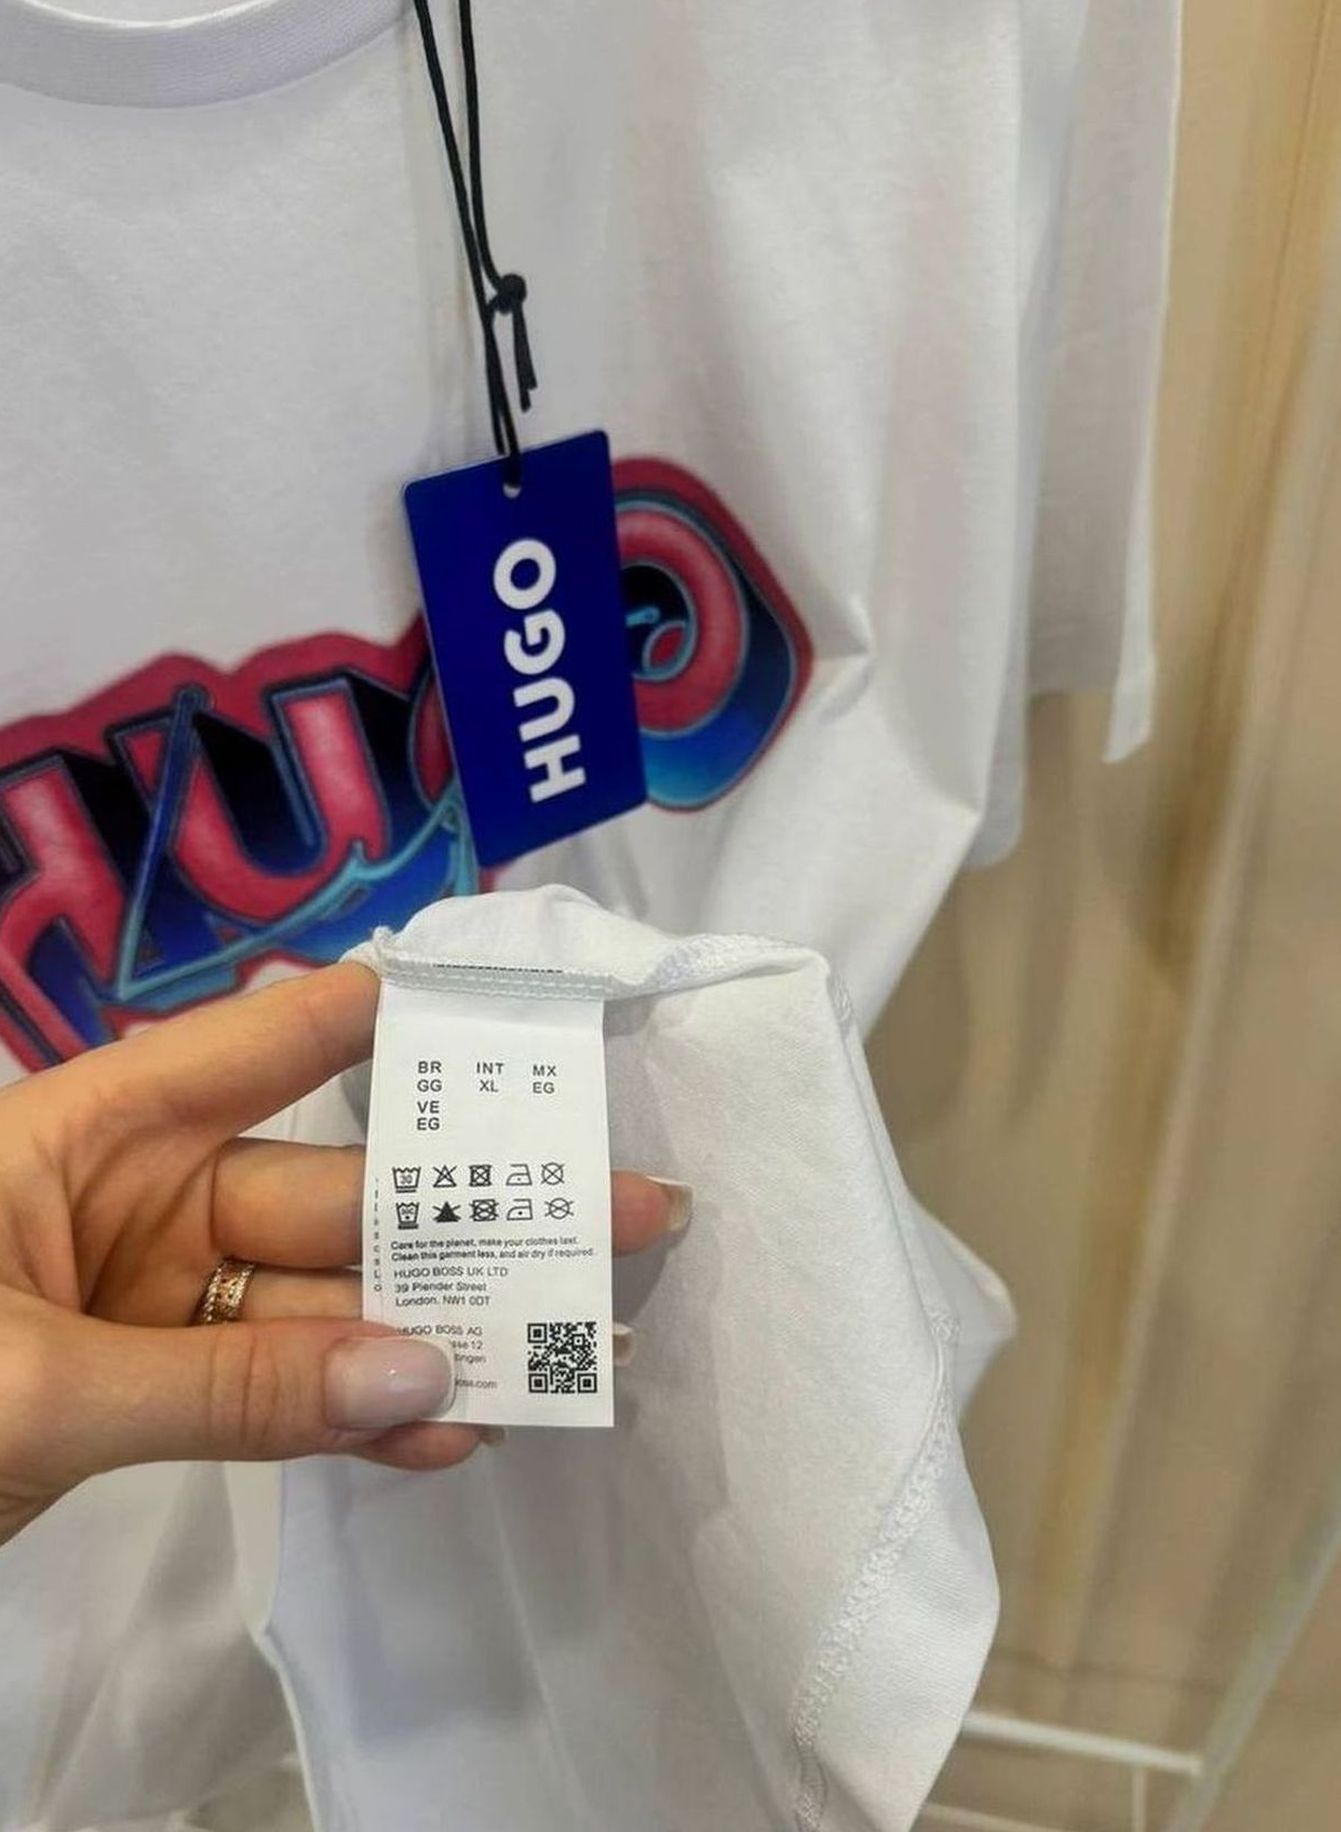 HUGO
HUGO
BR INT MX
GG XL EG
VE
EG
30
Care for the planet, make your clothes last.
Clean this garment less, and air dry if required.
HUGO BOSS UK LTD
39 Plender Street
London, NW1 0DT
HUGO BOSS AG
12